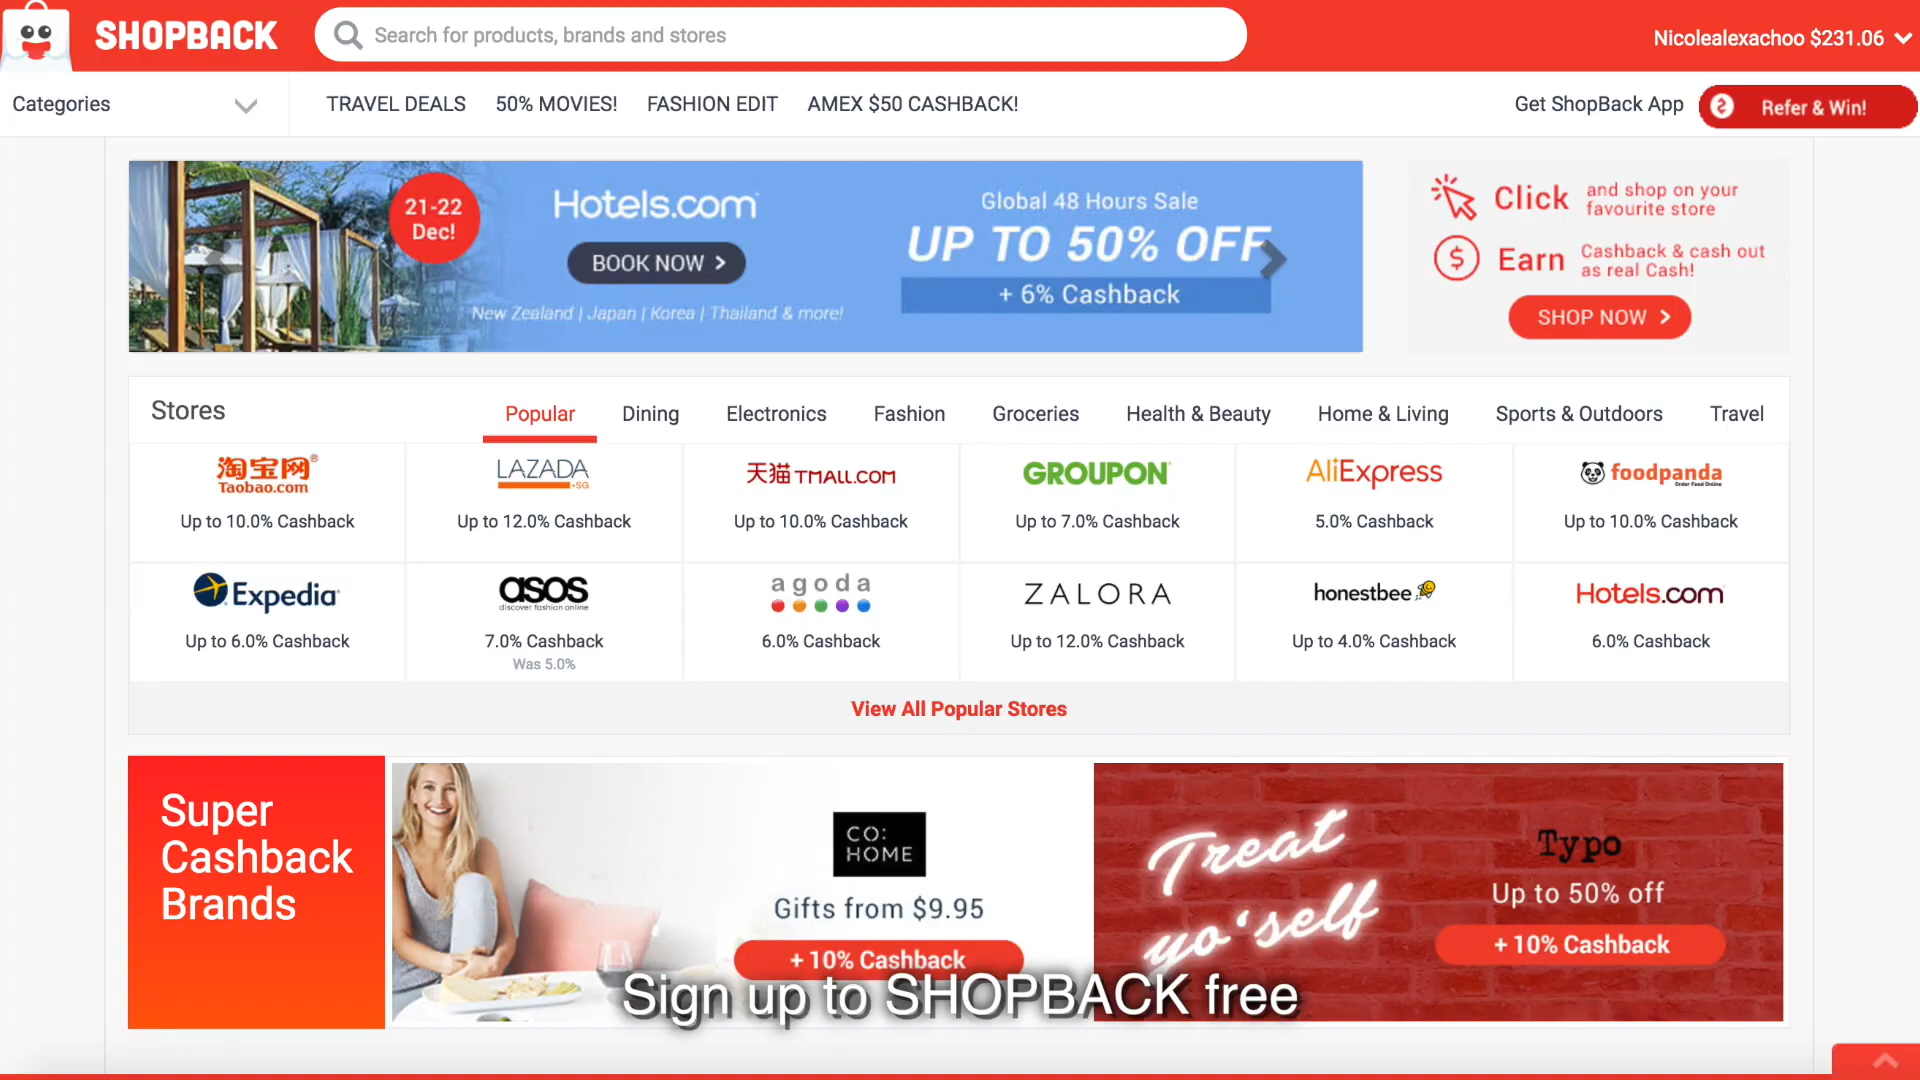 SHOPBACK
Search for products, brands and stores
Nicolealexachoo $231.06
Categories
TRAVEL DEALS
50% MOVIES!
FASHION EDIT
AMEX $50 CASHBACK!
Get ShopBack App
Refer & Win!
21-22
Dec!
Hotels.com
BOOK NOW
New Zealand | Japan | Korea | Thailand & more!
Global 48 Hours Sale
UP TO 50% OFF
+ 6% Cashback
Click
and shop on your
favourite store
Earn
Cashback & cash out
as real Cash!
SHOP NOW
Stores
Popular
Dining
Electronics
Fashion
Groceries
Health & Beauty
Home & Living
Sports & Outdoors
Travel
淘宝网®
Taobao.com
Up to 10.0% Cashback
LAZADA
.SG
Up to 12.0% Cashback
天猫 TMALL.COM
Up to 10.0% Cashback
GROUPON
Up to 7.0% Cashback
AliExpress
5.0% Cashback
foodpanda
Order Food Online
Up to 10.0% Cashback
Expedia
Up to 6.0% Cashback
asos
discover fashion online
7.0% Cashback
Was 5.0%
agoda
6.0% Cashback
ZALORA
Up to 12.0% Cashback
honestbee
Up to 4.0% Cashback
Hotels.com
6.0% Cashback
View All Popular Stores
Super
Cashback
Brands
CO:
HOME
Gifts from $9.95
+ 10% Cashback
Treat
yo'self
Typo
Up to 50% off
+ 10% Cashback
Sign up to SHOPBACK free